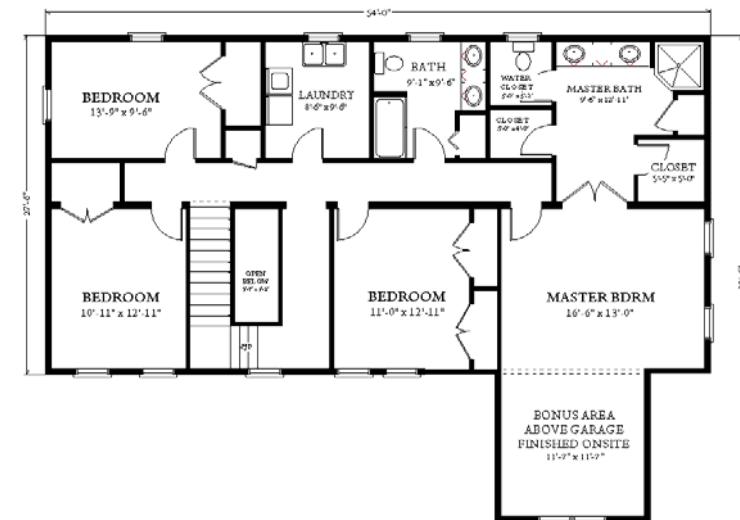 54'-0"
BEDROOM
13'-9" x 9'-6"
LAUNDRY
8'-6" x 9'-6"
BATH
9'-1" x 9'-6"
WATER
CLOSET
MASTER BATH
9'-6" x 12'-11"
CLOSET
CLOSET
5'-5" x 5'-0"
27'-6"
BEDROOM
10'-11" x 12'-11"
OPEN
BELOW
BEDROOM
11'-0" x 12'-11"
MASTER BDRM
16'-6" x 13'-0"
BONUS AREA
ABOVE GARAGE
FINISHED ONSITE
11'-7" x 11'-7"